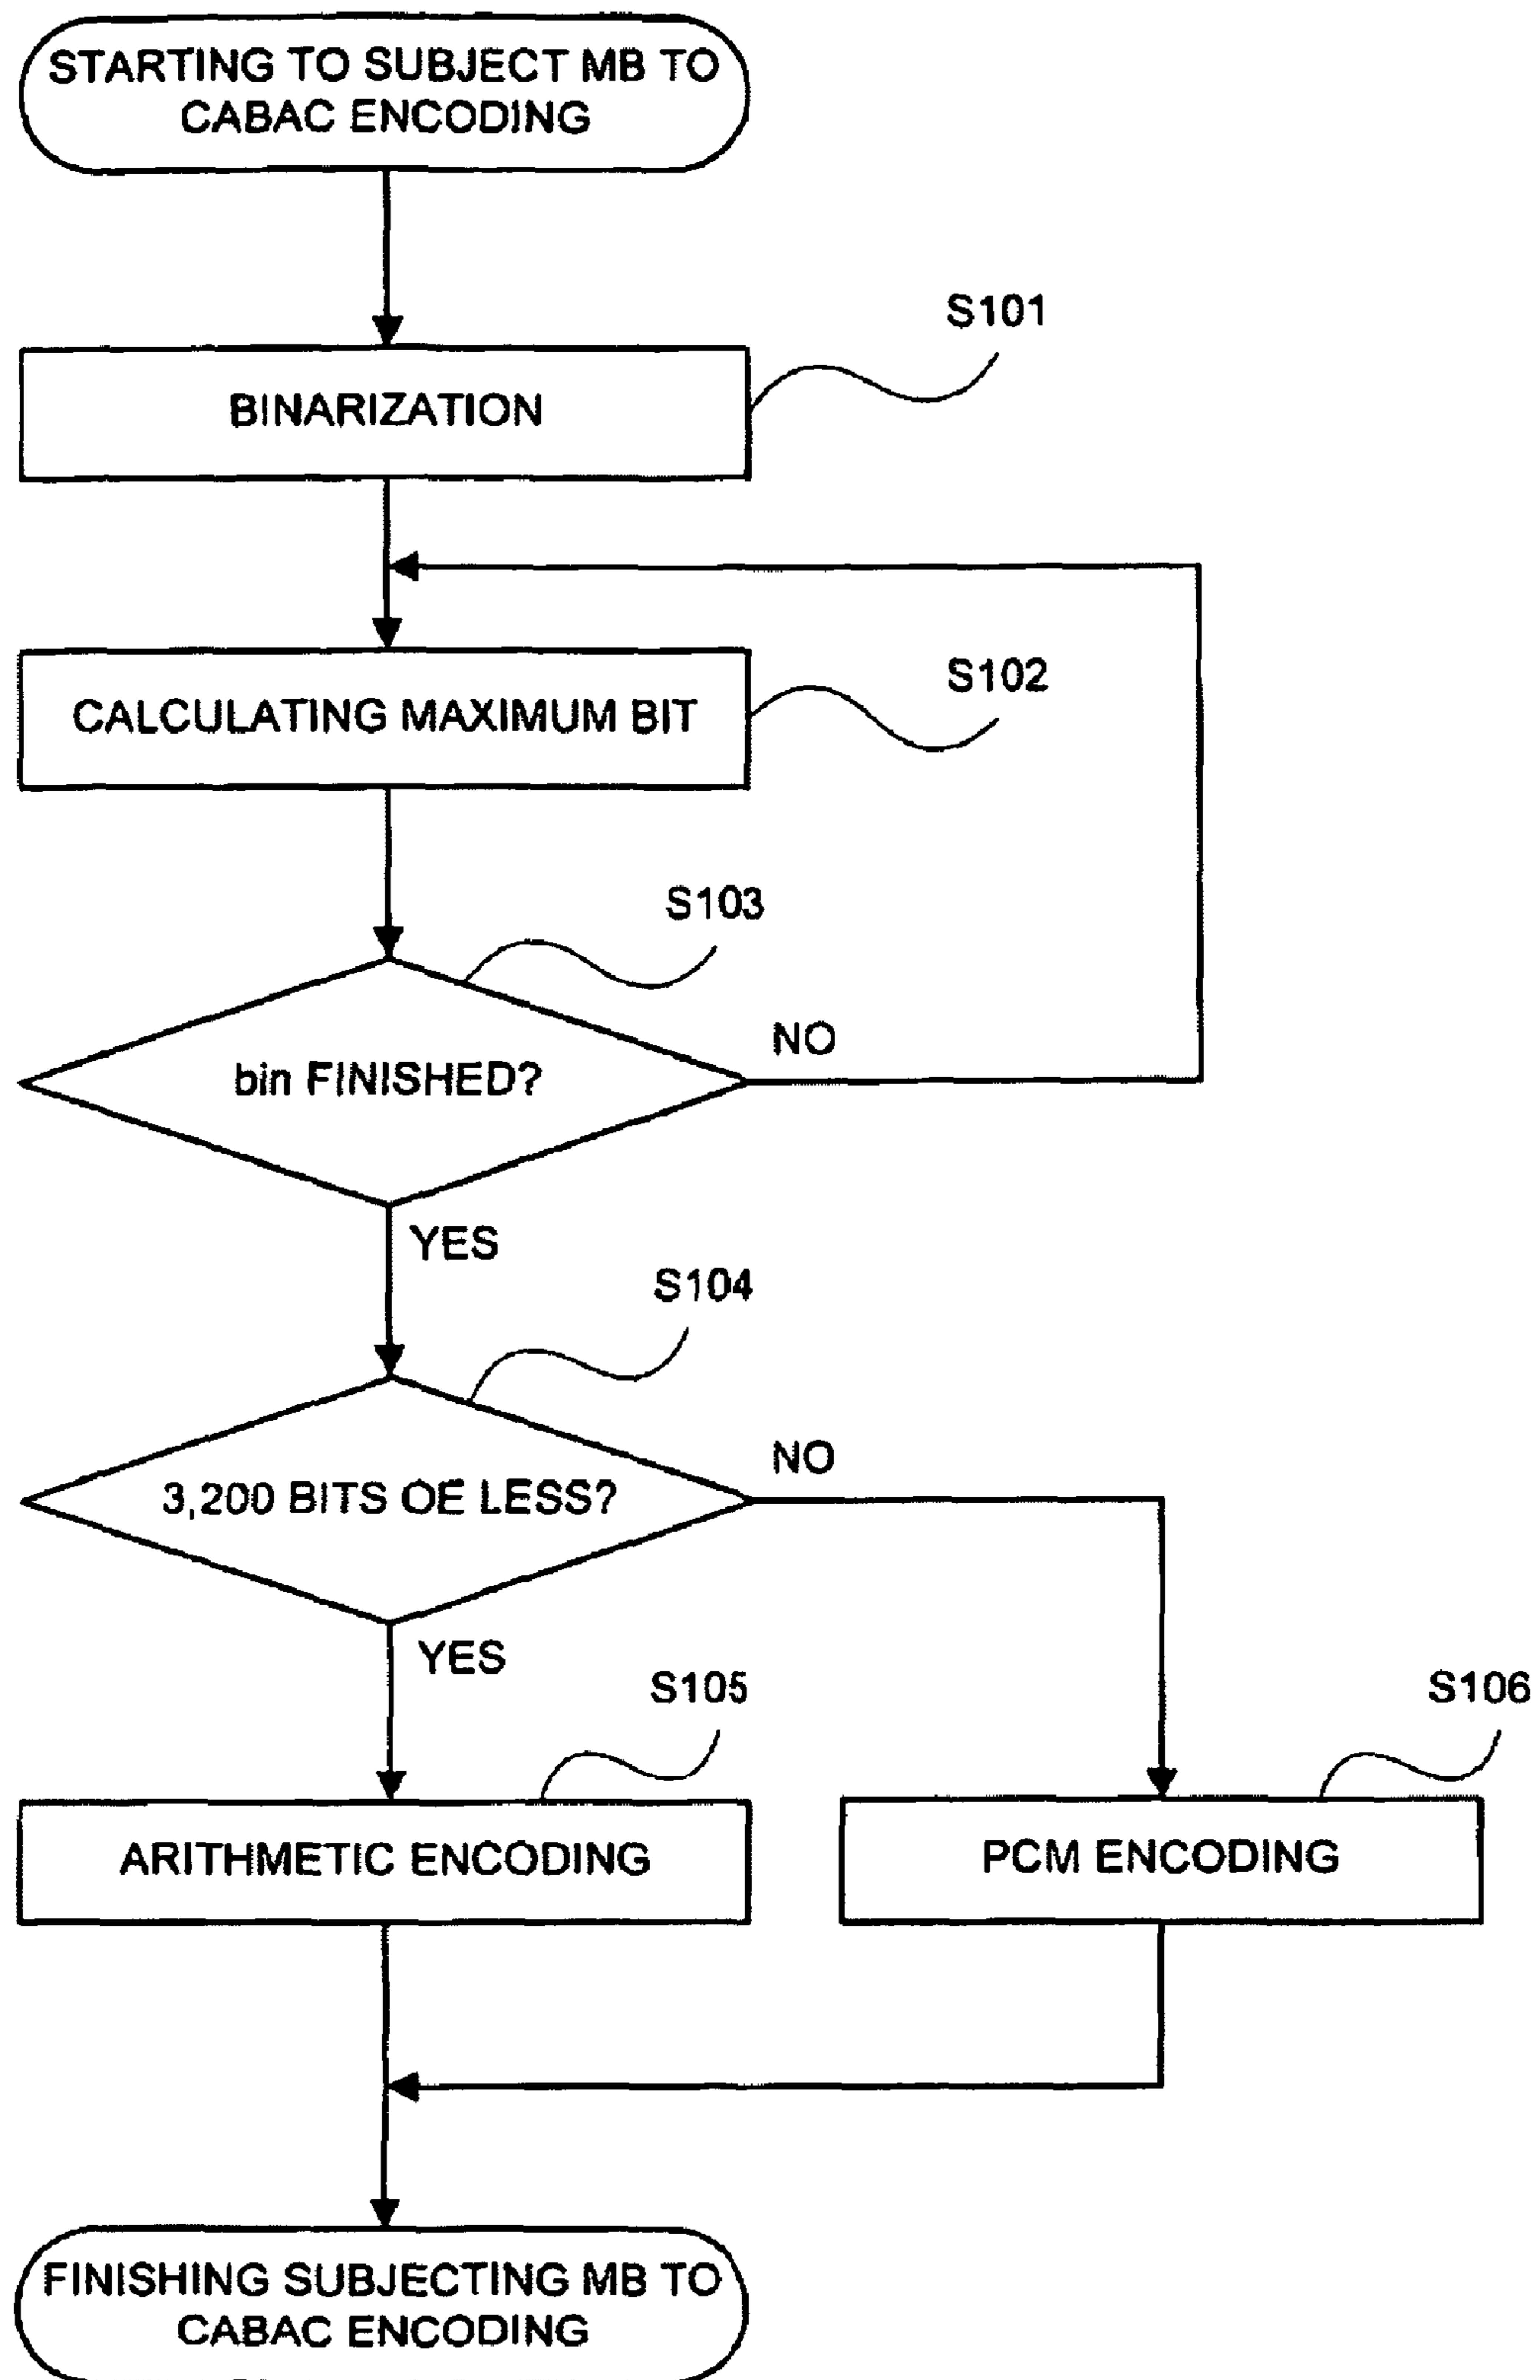 STARTING TO SUBJECT MB TO
CABAC ENCODING
S101
BINARIZATION
S102
CALCULATING MAXIMUM BIT
S103
bin FINISHED?
NO
YES
S104
3,200 BITS OE LESS?
NO
YES
S105
S106
ARITHMETIC ENCODING
PCM ENCODING
FINISHING SUBJECTING MB TO
CABAC ENCODING